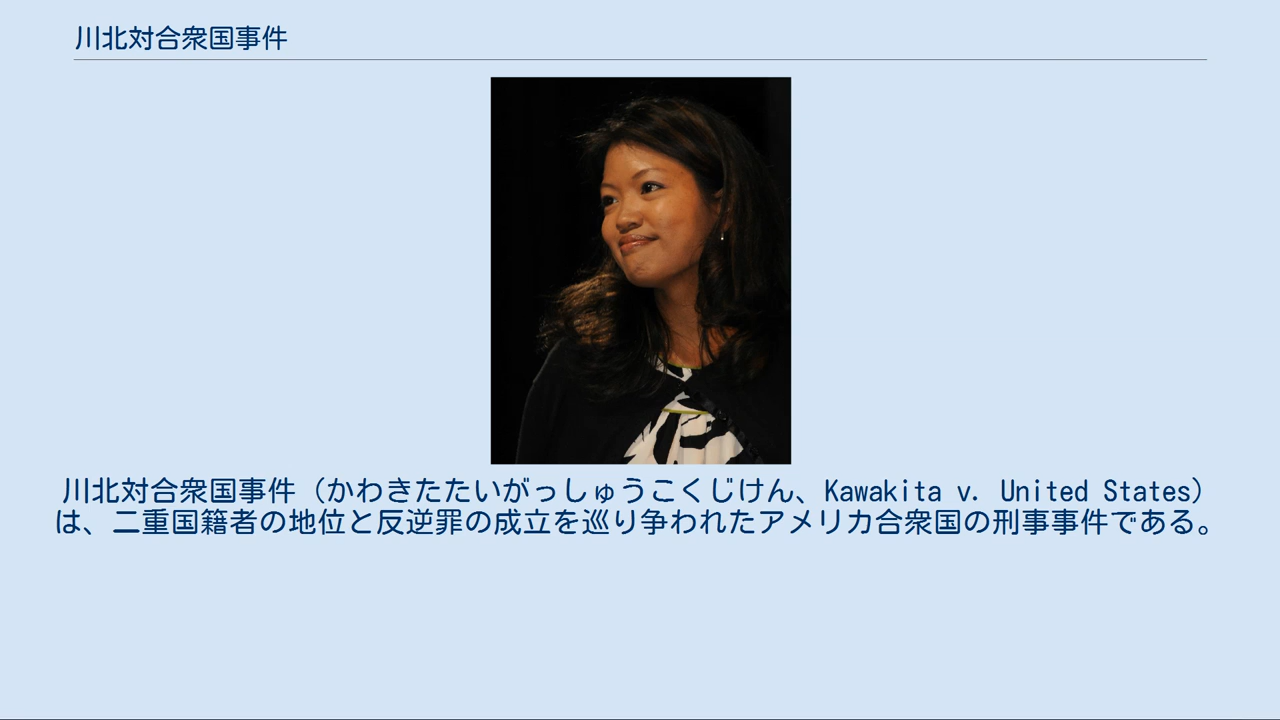 川北対合衆国事件
川北対合衆国事件（かわきたたいがっしゅうこくじけん、Kawakita v. United States）
は、二重国籍者の地位と反逆罪の成立を巡り争われたアメリカ合衆国の刑事事件である。